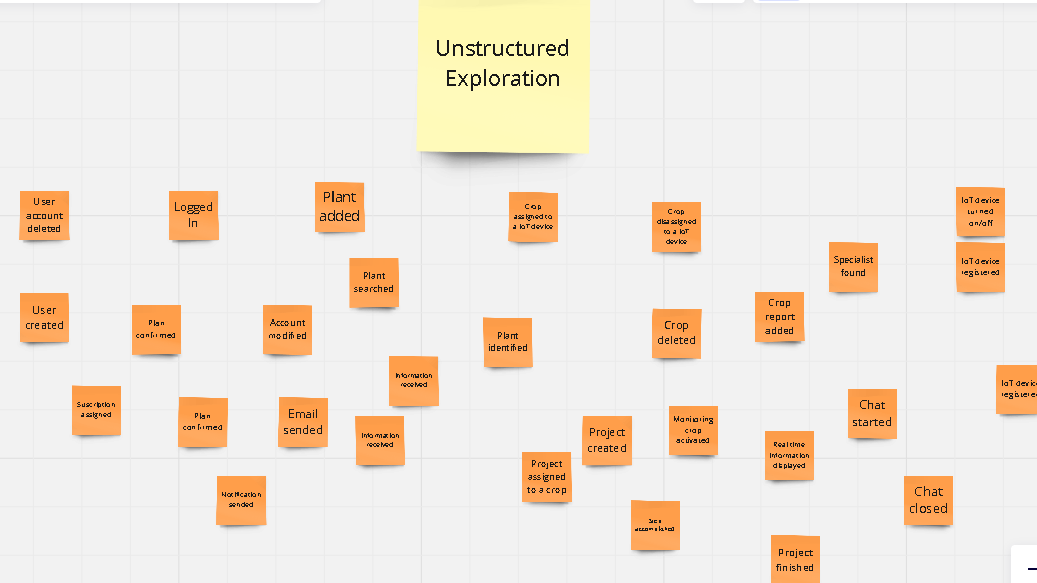 Unstructured
Exploration
User
account
deleted
Logged
In
Plant
added
Crop
assigned to
a IoT device
Crop
disassigned
to a IoT
device
IoT device
turned
on/off
Specialist
found
IoT device
registered
Plant
searched
User
created
Plan
confirmed
Account
modified
Plant
identified
Crop
deleted
Crop
report
added
Information
received
IoT device
registered
Suscription
assigned
Plan
confirmed
Email
sended
Information
received
Project
created
Monitoring
crop
activated
Chat
started
Real time
information
displayed
Project
assigned
to a crop
Notification
sended
accomplished
Chat
closed
Project
finished